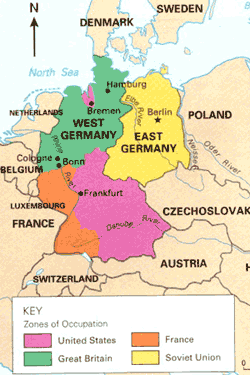 SWEDEN
DENMARK
N
North Sea
Hamburg
Elbe River
Bremen
Berlin
NETHERLANDS
POLAND
WEST
GERMANY
EAST
GERMANY
Rhine
River
Neisse R.
Oder River
Cologne
Bonn
BELGIUM
Frankfurt
LUXEMBOURG
CZECHOSLOVAK
FRANCE
Danube River
AUSTRIA
H
SWITZERLAND
KEY
Zones of Occupation
United States
France
Great Britain
Soviet Union